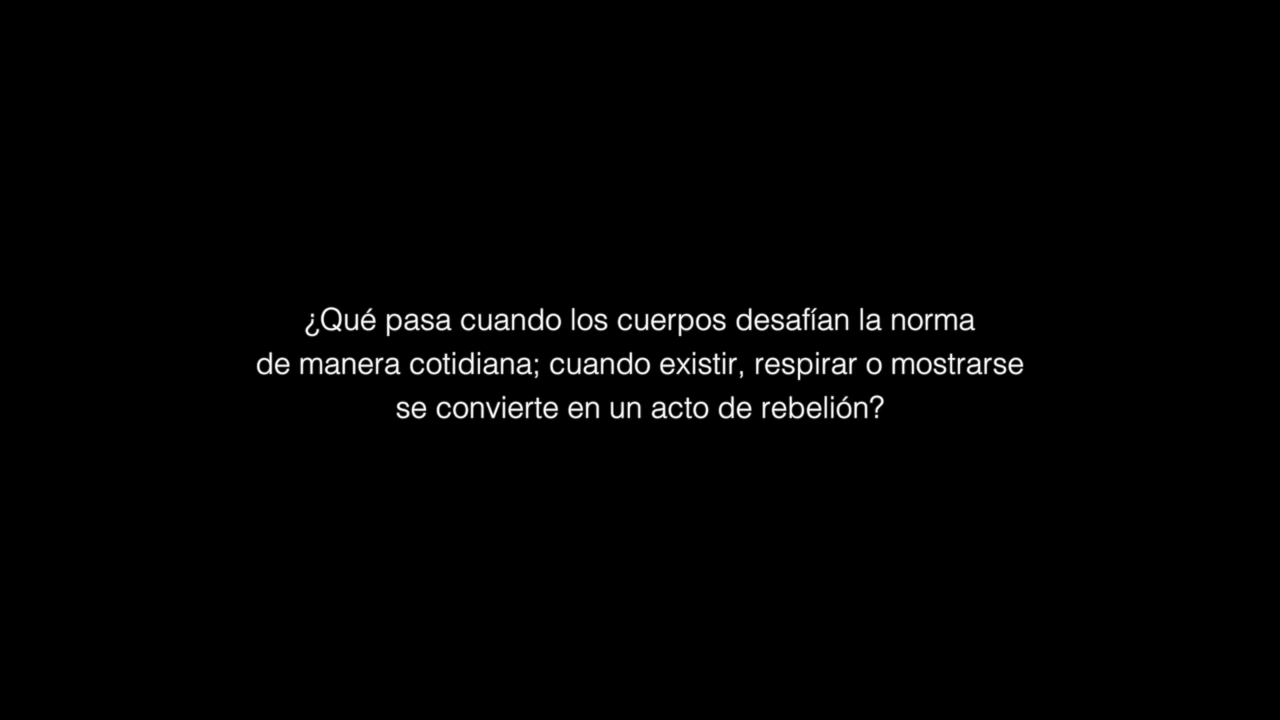 ¿Qué pasa cuando los cuerpos desafían la norma
de manera cotidiana; cuando existir, respirar o mostrarse
se convierte en un acto de rebelión?